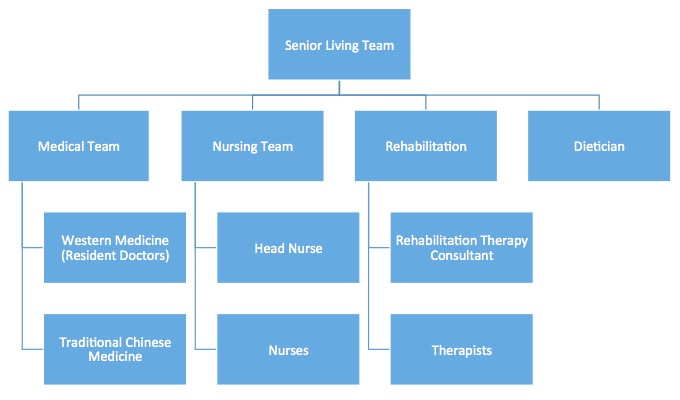 Senior Living Team
Medical Team
Nursing Team
Rehabilitation
Dietician
Western Medicine
(Resident Doctors)
Head Nurse
Rehabilitation Therapy
Consultant
Traditional Chinese
Medicine
Nurses
Therapists